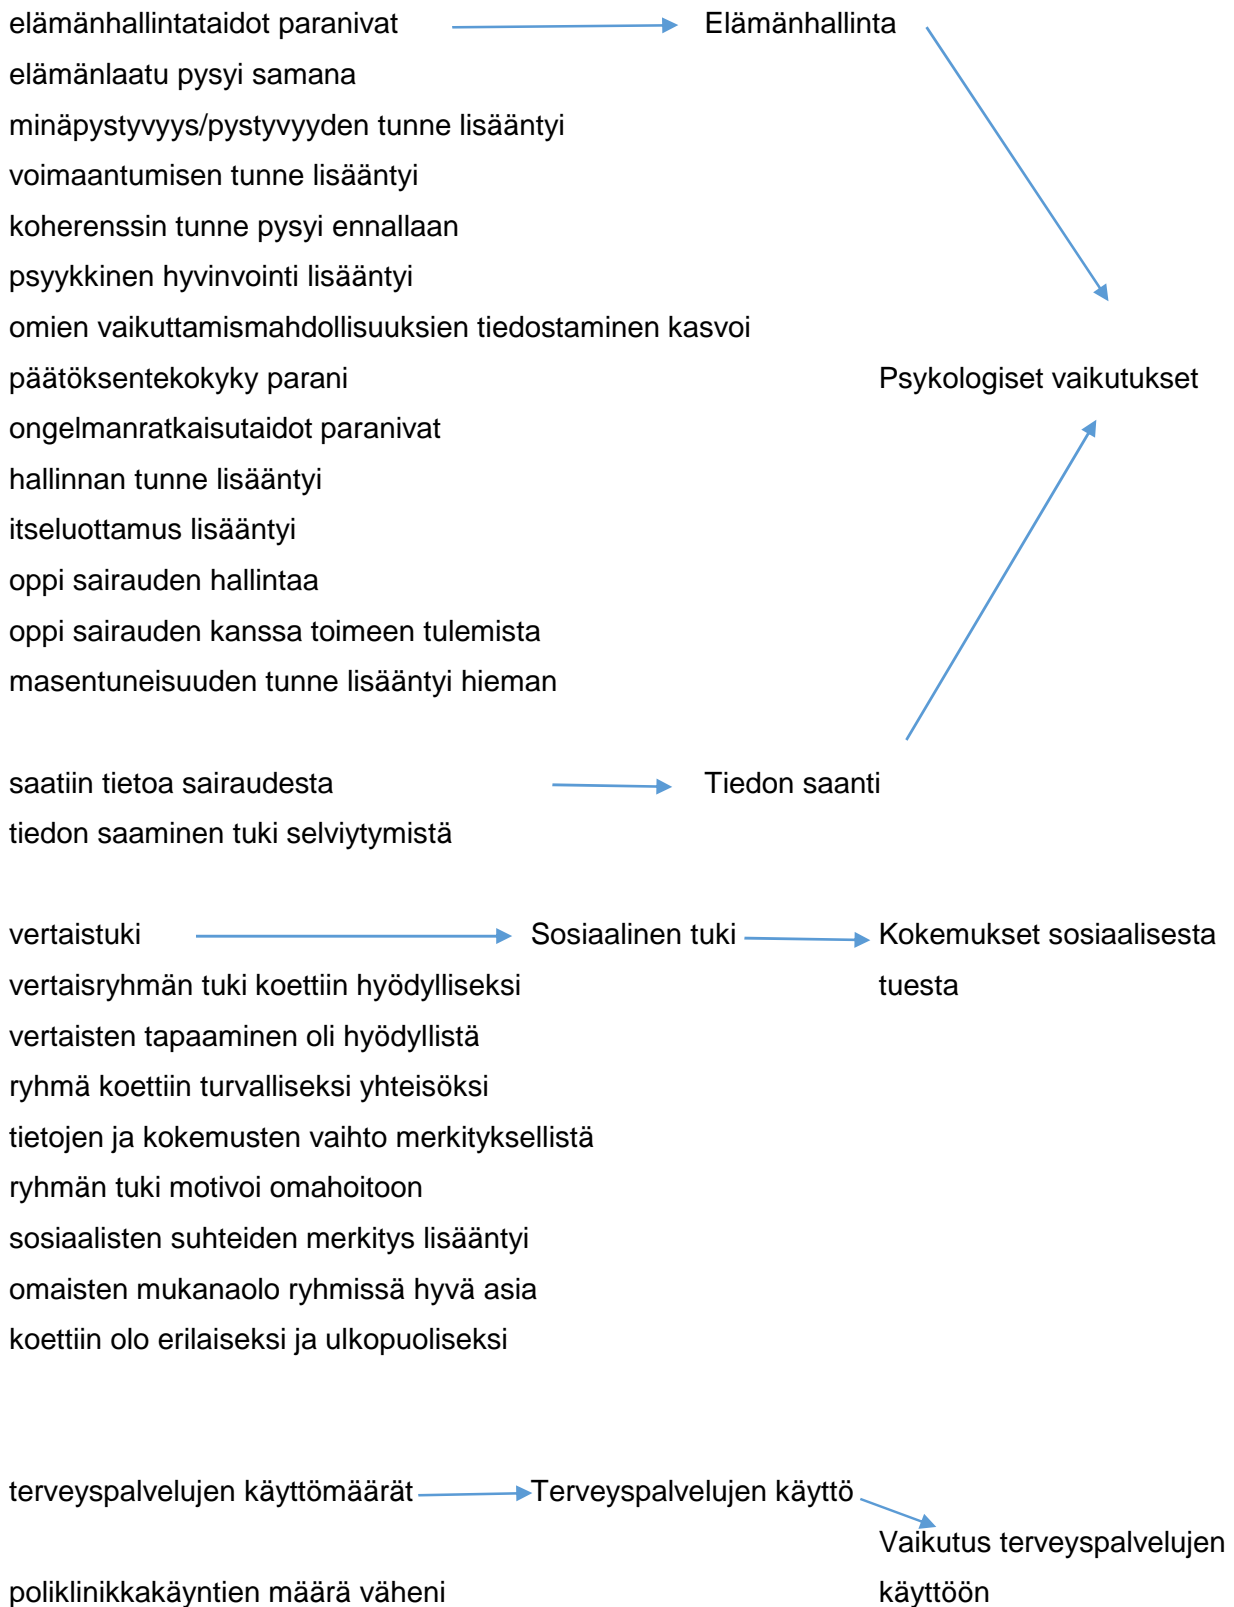 elämänhallintataidot paranivat Elämänhallinta
elämänlaatu pysyi samana
minäpystyvyys/pystyvyyden tunne lisääntyi
voimaantumisen tunne lisääntyi
koherenssin tunne pysyi ennallaan
psyykkinen hyvinvointi lisääntyi
omien vaikuttamismahdollisuuksien tiedostaminen kasvoi
päätöksentekokyky parani Psykologiset vaikutukset
ongelmanratkaisutaidot paranivat
hallinnan tunne lisääntyi
itseluottamus lisääntyi
oppi sairauden hallintaa
oppi sairauden kanssa toimeen tulemista
masentuneisuuden tunne lisääntyi hieman
saatiin tietoa sairaudesta Tiedon saanti
tiedon saaminen tuki selviytymistä
vertaistuki Sosiaalinen tuki Kokemukset sosiaalisesta
vertaisryhmän tuki koettiin hyödylliseksi tuesta
vertaisten tapaaminen oli hyödyllistä
ryhmä koettiin turvalliseksi yhteisöksi
tietojen ja kokemusten vaihto merkityksellistä
ryhmän tuki motivoi omahoitoon
sosiaalisten suhteiden merkitys lisääntyi
omaisten mukanaolo ryhmissä hyvä asia
koettiin olo erilaiseksi ja ulkopuoliseksi
terveyspalvelujen käyttömäärät Terveyspalvelujen käyttö
Vaikutus terveyspalvelujen
poliklinikkakäyntien määrä väheni käyttöön